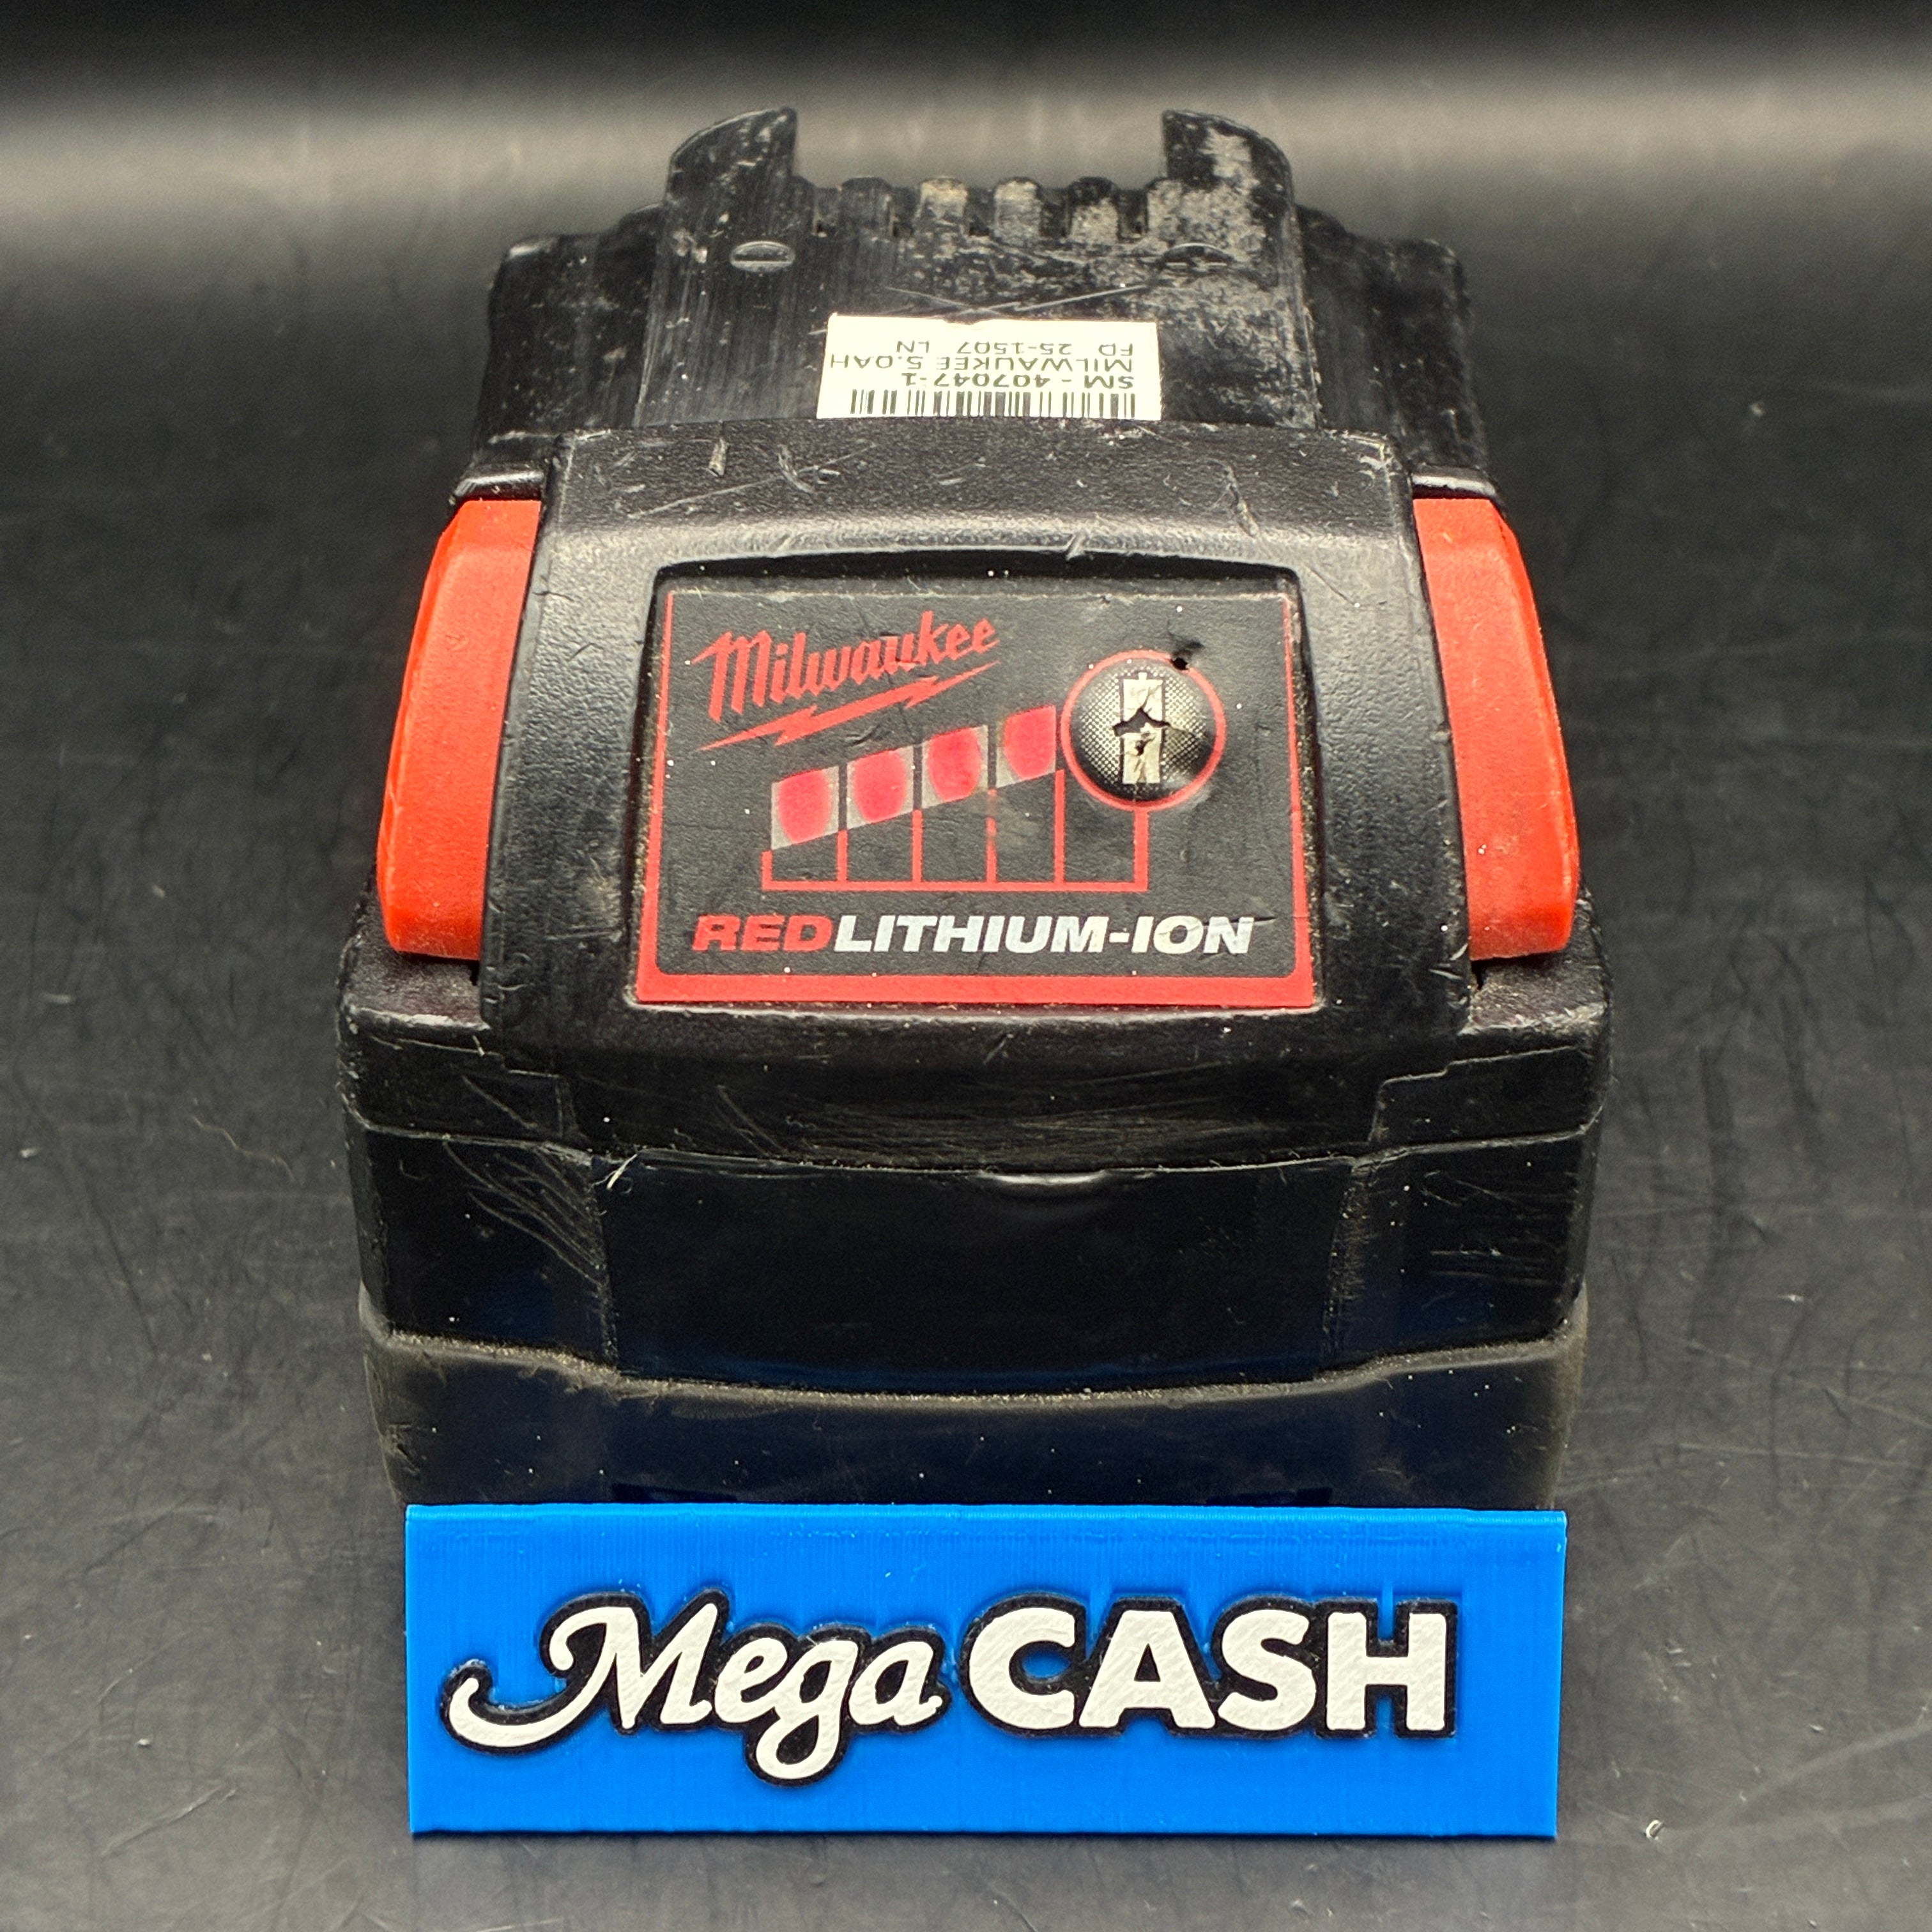 SM - 407047-1
MILWAUKEE 5.0AH
FD 25-1507 LN
Milwaukee
REDLITHIUM-ION
Mega CASH